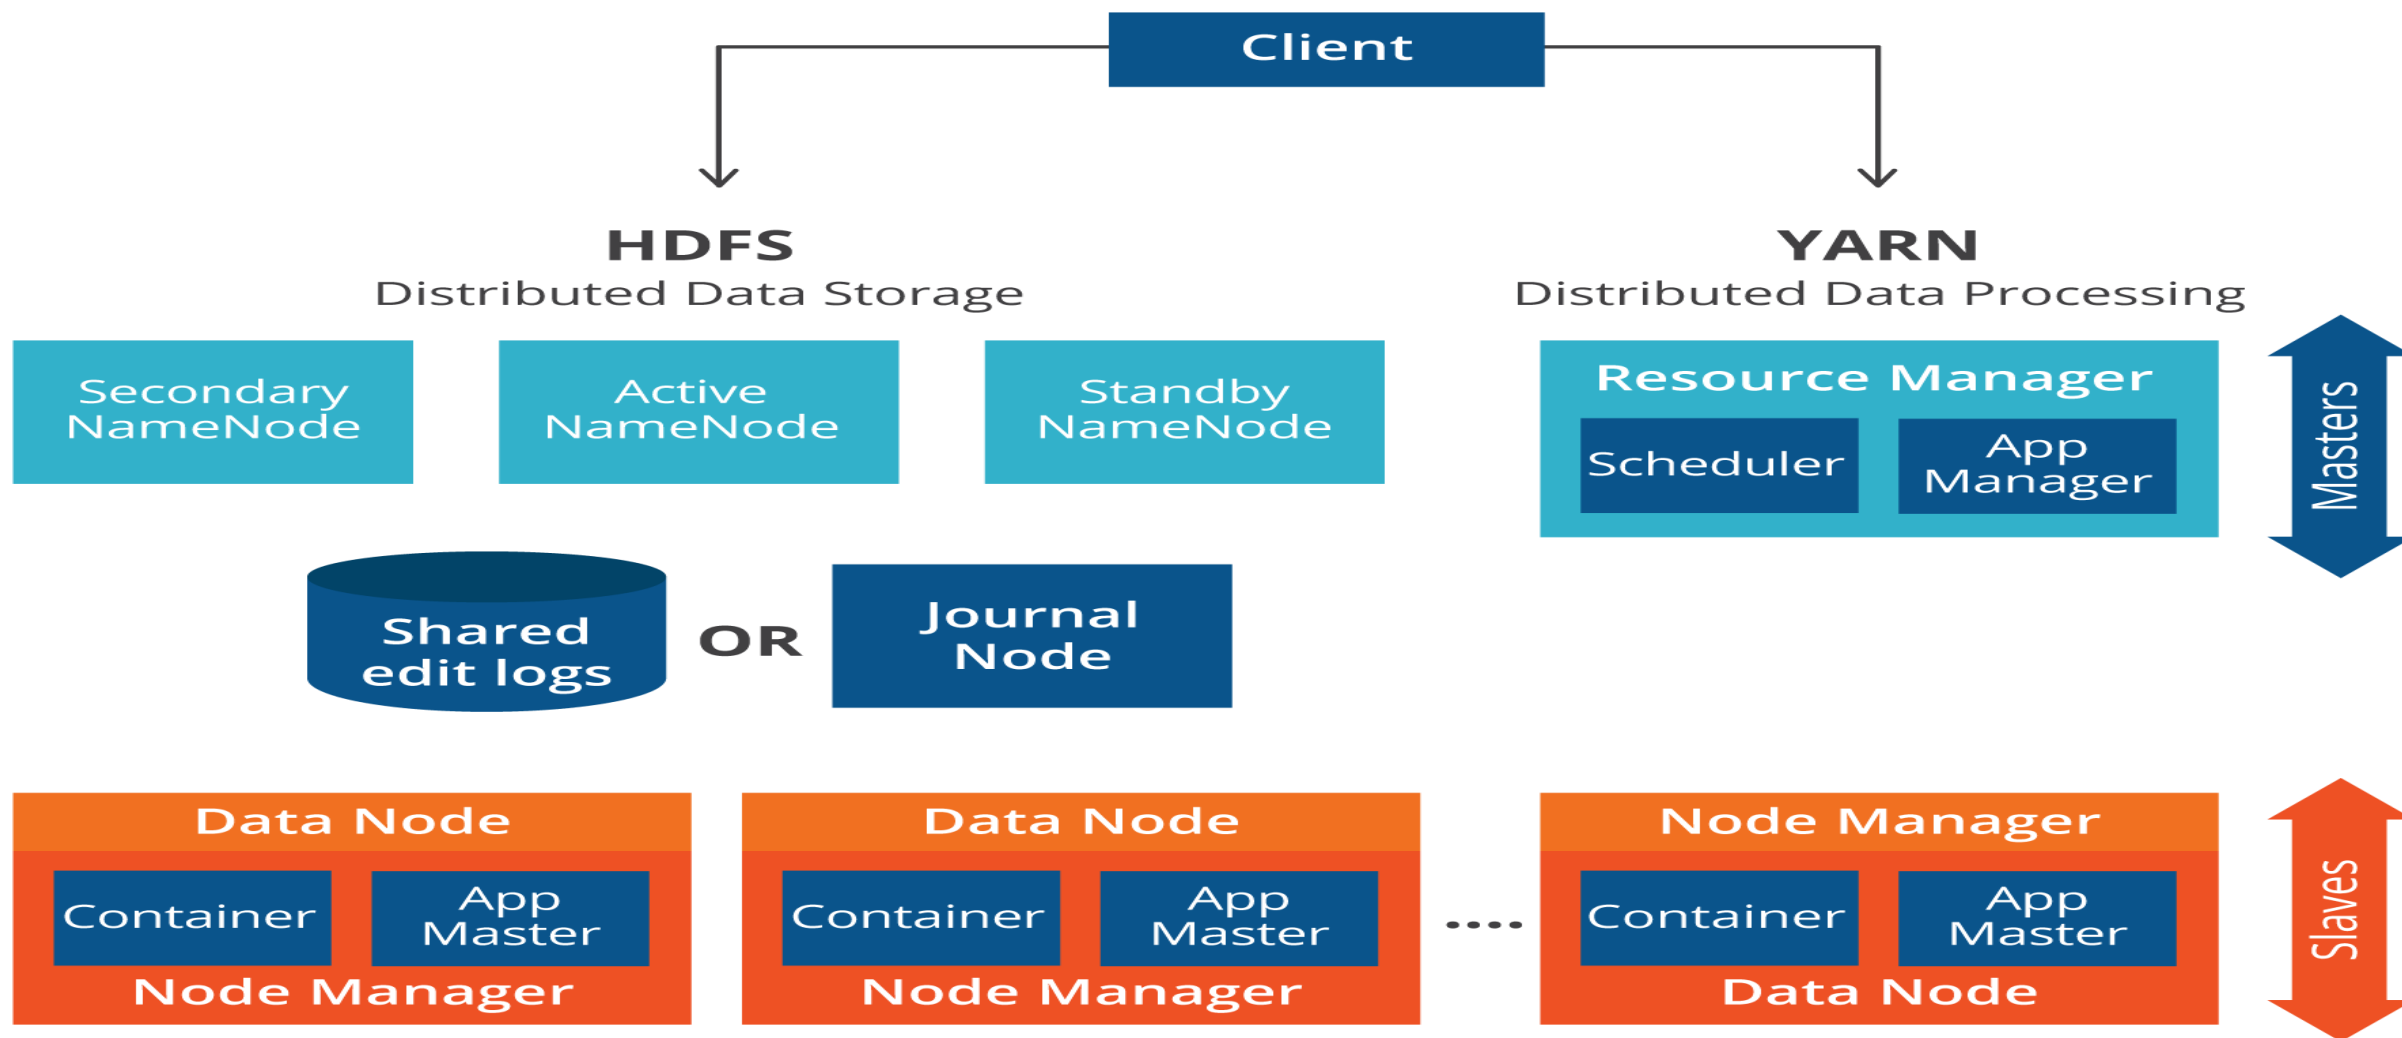 Client
HDFS
Distributed Data Storage
YARN
Distributed Data Processing
Secondary
NameNode
Active
NameNode
Standby
NameNode
Resource Manager
Scheduler
App
Manager
Masters
Shared
edit logs
OR
Journal
Node
Data Node
Container
App
Master
Node Manager
Data Node
Container
App
Master
Node Manager
....
Node Manager
Container
App
Master
Data Node
Slaves